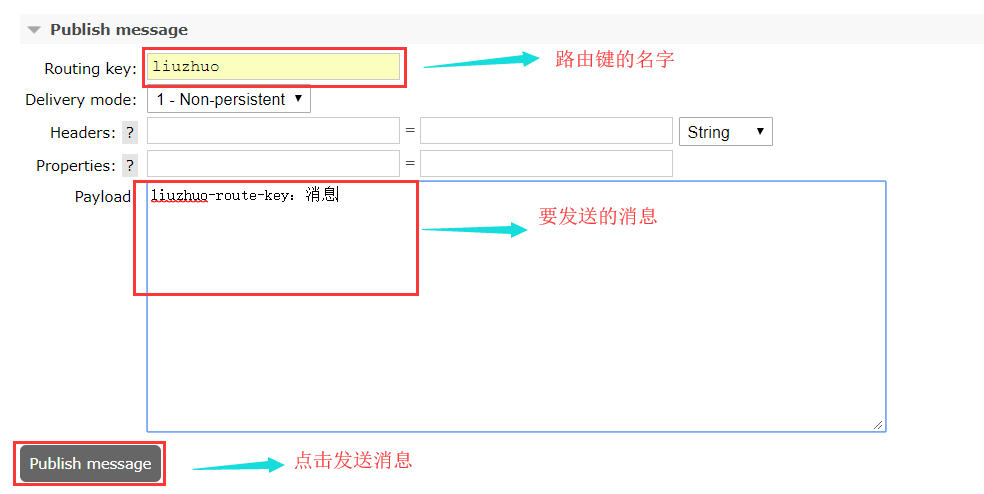 Publish message
Routing key: liuzhuo 路由键的名字
Delivery mode: 1 - Non-persistent
Headers: ? = String
Properties: ? =
Payload liuzhuo-route-key：消息
要发送的消息
Publish message 点击发送消息